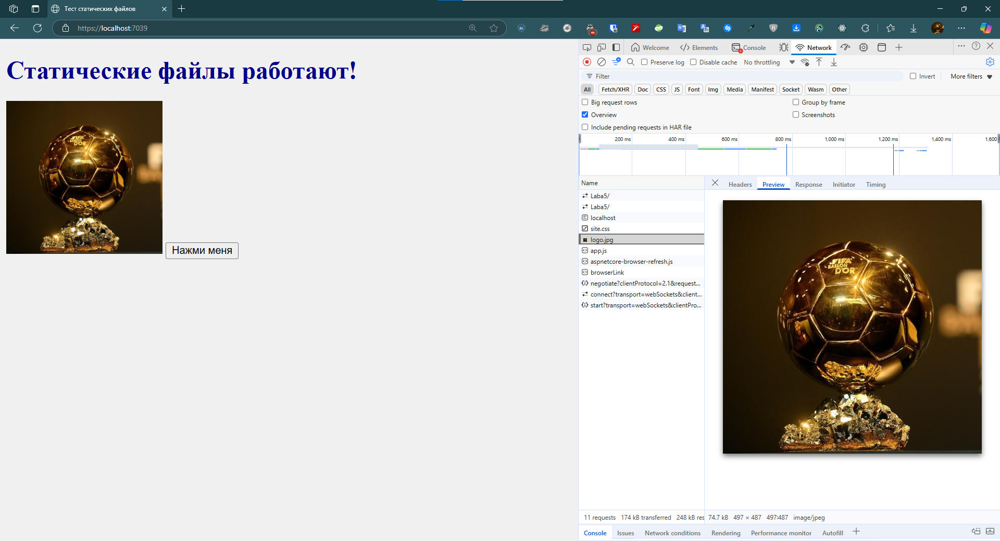 Тест статических файлов
https://localhost:7039
Статические файлы работают!
FIFA
BALLON
D'OR
Нажми меня
Welcome
Elements
Console
Network
Preserve log
Disable cache
No throttling
Filter
Invert
More filters
All
Fetch/XHR
Doc
CSS
JS
Font
Img
Media
Manifest
Socket
Wasm
Other
Big request rows
Group by frame
Overview
Screenshots
Include pending requests in HAR file
200 ms
400 ms
600 ms
800 ms
1,000 ms
1,200 ms
1,400 ms
1,600
Name
Headers
Preview
Response
Initiator
Timing
Laba5/
Laba5/
localhost
site.css
logo.jpg
app.js
aspnetcore-browser-refresh.js
browserLink
negotiate?clientProtocol=2.1&request...
connect?transport=webSockets&client...
start?transport=webSockets&clientPro...
FIFA
BALLON
D'OR
11 requests
174 kB transferred
248 kB res
74.7 kB
497 × 487
497:487
image/jpeg
Console
Issues
Network conditions
Rendering
Performance monitor
Autofill